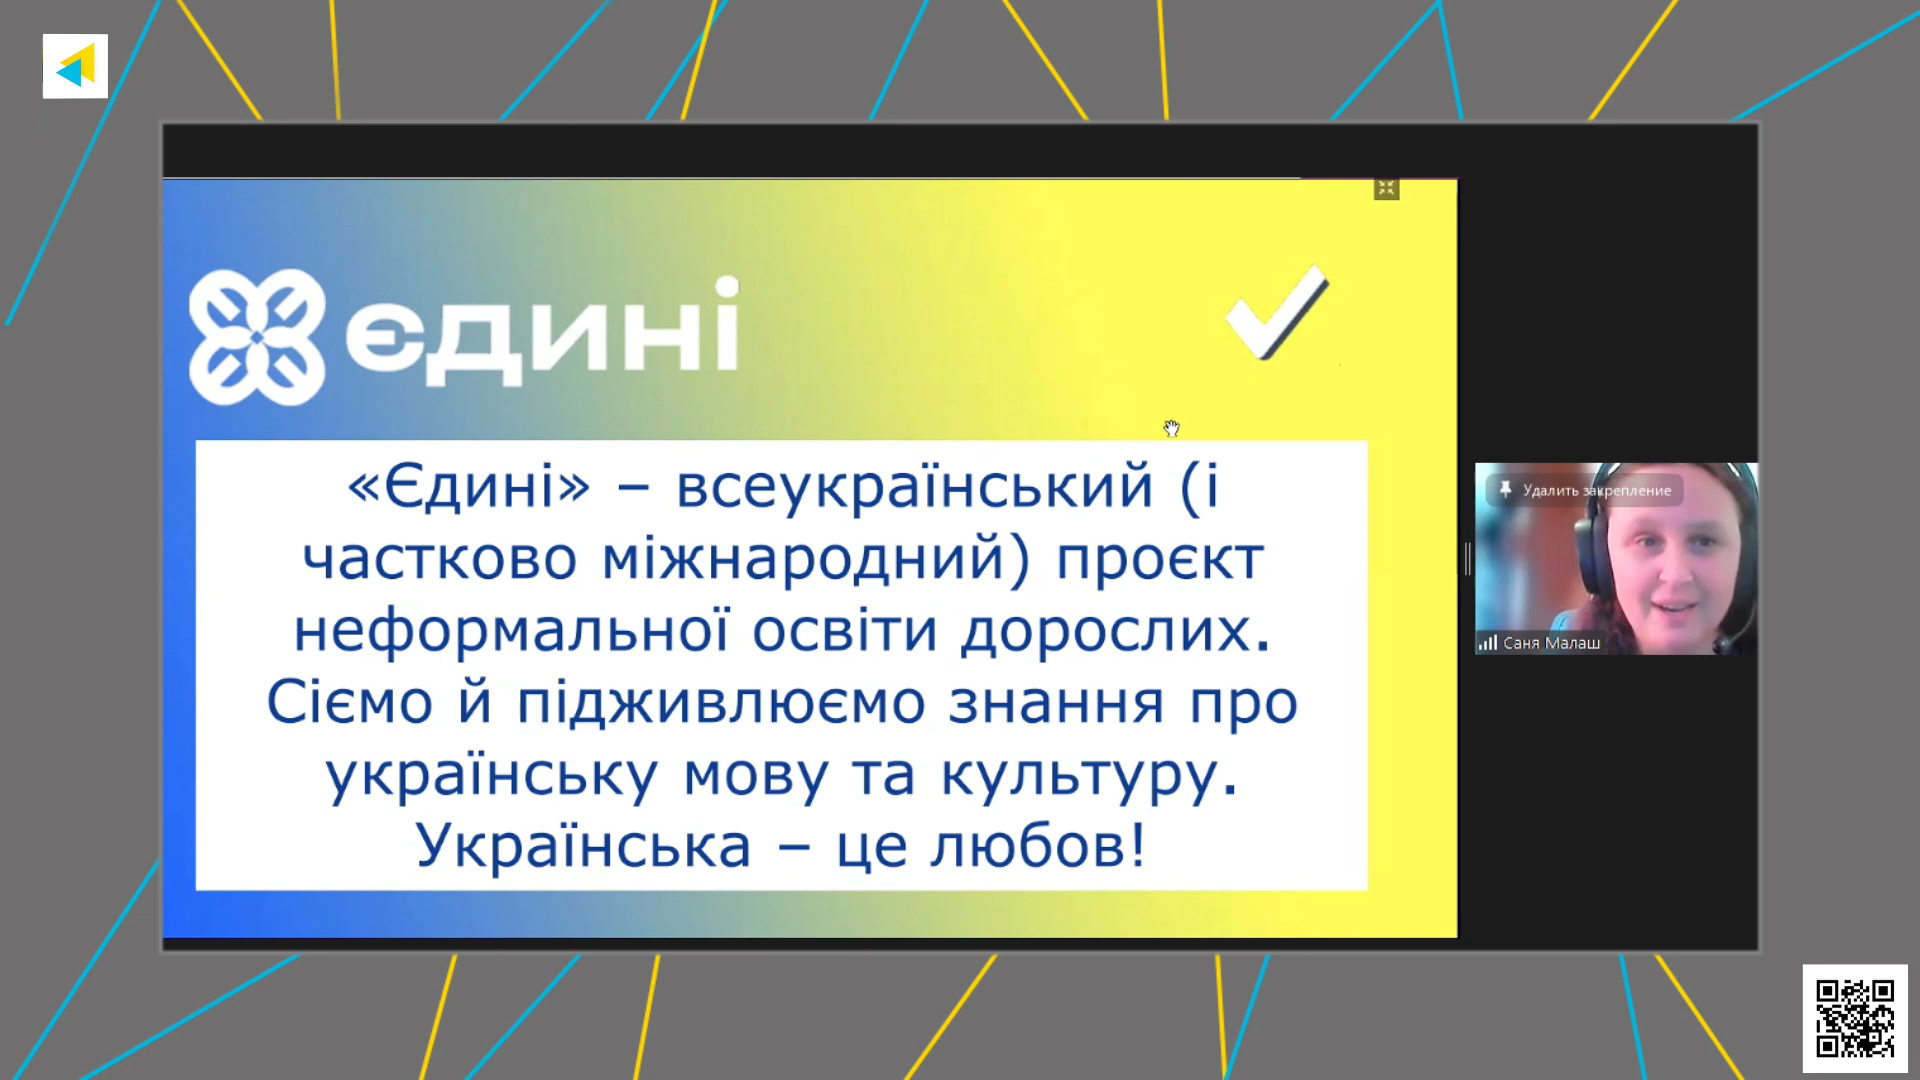 єдині
«Єдині» – всеукраїнський (і
частково міжнародний) проєкт
неформальної освіти дорослих.
Сіємо й підживлюємо знання про
українську мову та культуру.
Українська – це любов!
Удалить закрепление
Саня Малаш